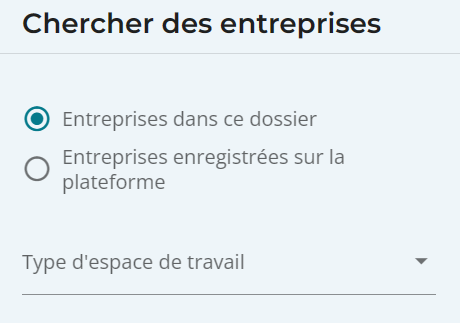 Chercher des entreprises
Entreprises dans ce dossier
Entreprises enregistrées sur la
plateforme
Type d'espace de travail